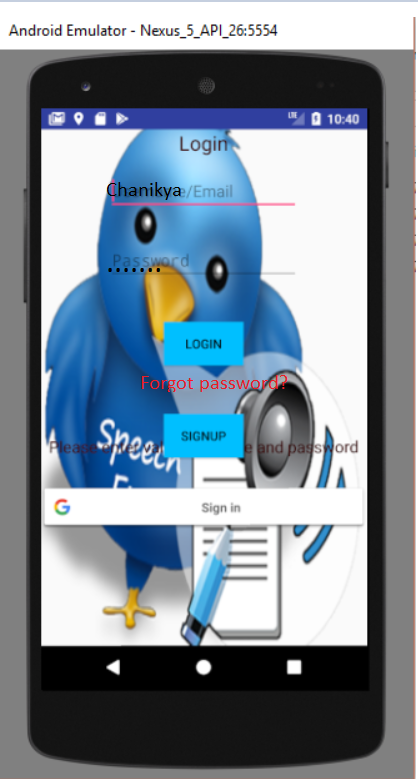 Android Emulator - Nexus_5_API_26:5554
LTE 10:40
Login
Chanikya
/Email
Password
LOGIN
Forgot password?
SIGNUP
Please and password
Speech
G Sign in